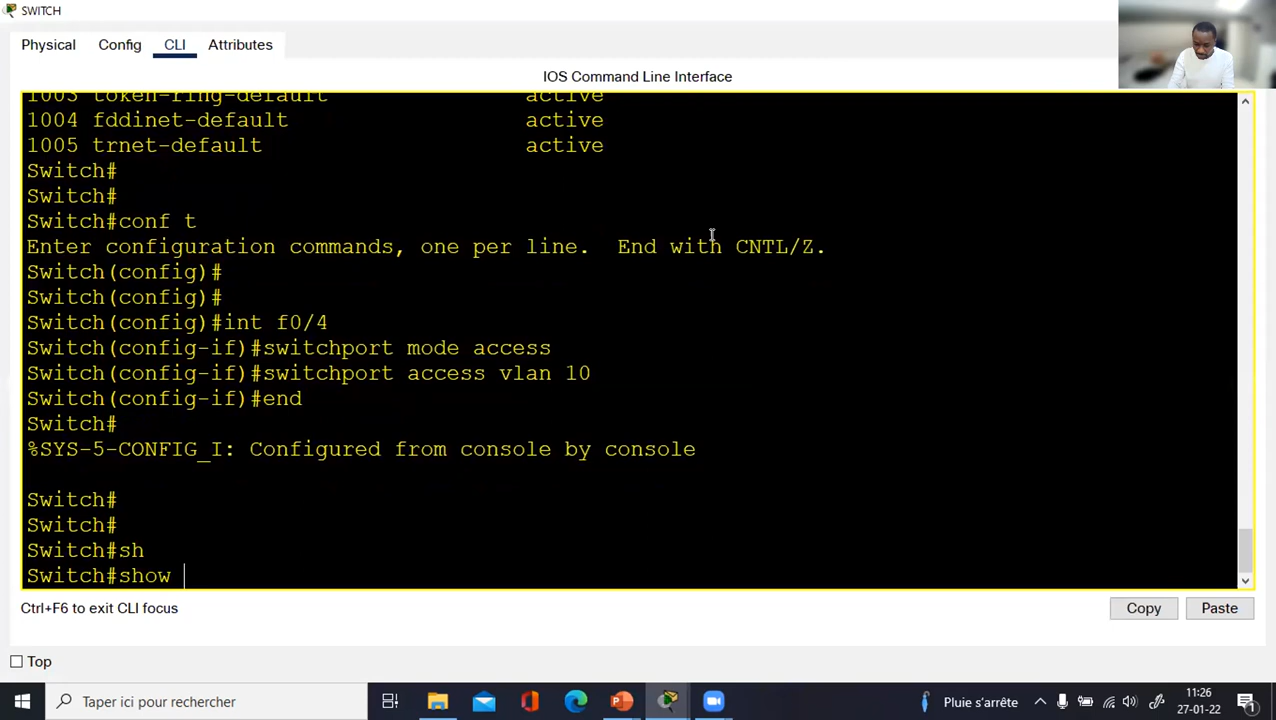 SWITCH
Physical Config CLI Attributes
IOS Command Line Interface
1003 token-ring-default active
1004 fddinet-default active
1005 trnet-default active
Switch#
Switch#
Switch#conf t
Enter configuration commands, one per line. End with CNTL/Z.
Switch(config)#
Switch(config)#
Switch(config)#int f0/4
Switch(config-if)#switchport mode access
Switch(config-if)#switchport access vlan 10
Switch(config-if)#end
Switch#
%SYS-5-CONFIG_I: Configured from console by console
Switch#
Switch#
Switch#sh
Switch#show
Ctrl+F6 to exit CLI focus
Copy Paste
Top
Taper ici pour rechercher
Pluie s'arrête
11:26
27-01-22
1